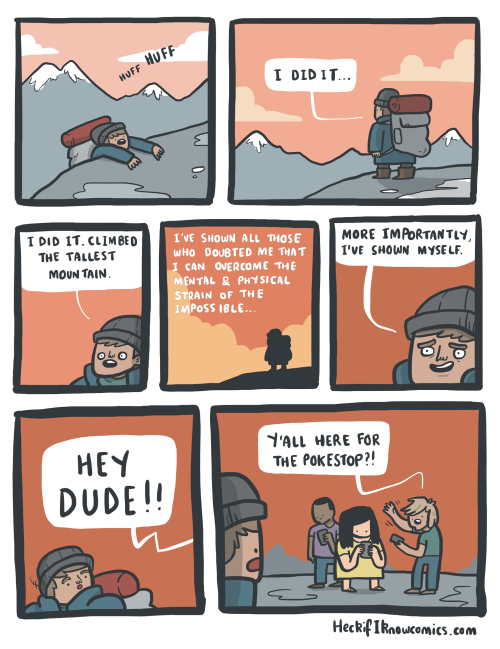 HUFF HUFF
I DID IT...
I DID IT. CLIMBED
THE TALLEST
MOUNTAIN.
I'VE SHOWN ALL THOSE
WHO DOUBTED ME THAT
I CAN OVERCOME THE
MENTAL & PHYSICAL
STRAIN OF THE
IMPOSSIBLE...
MORE IMPORTANTLY,
I'VE SHOWN MYSELF.
HEY
DUDE!!
Y'ALL HERE FOR
THE POKESTOP?!
HeckifIKnowcomics.com